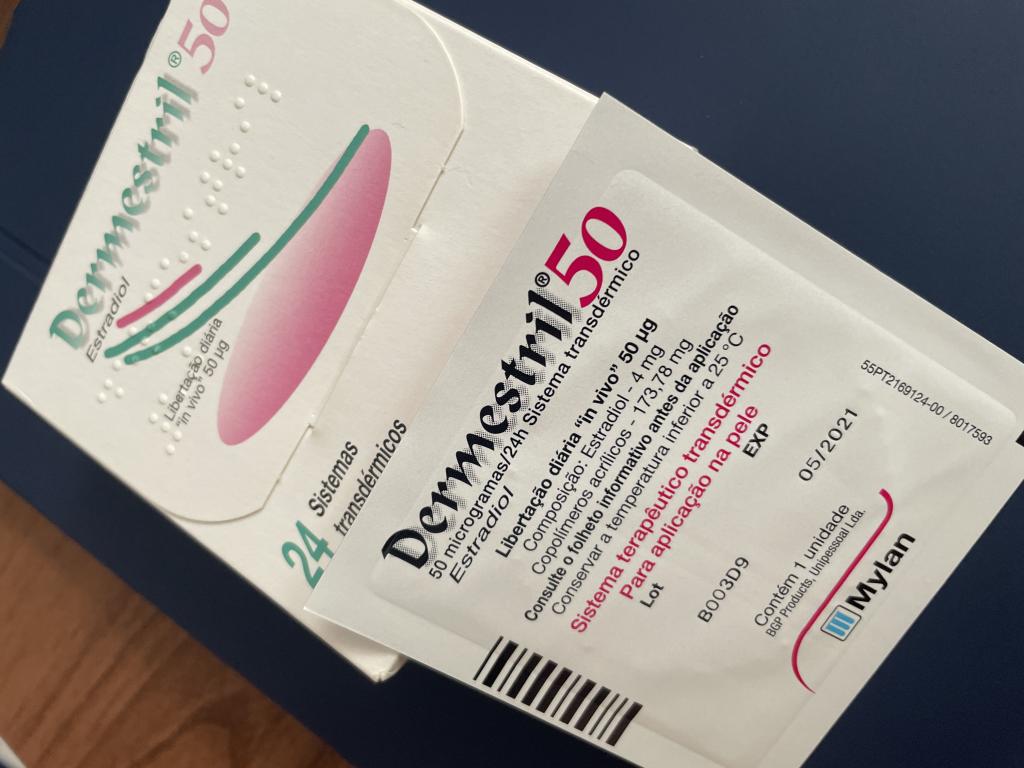 Dermestril® 50
Estradiol
Libertação diária
"in vivo" 50 µg
24 Sistemas
transdérmicos
Dermestril® 50
50 microgramas/24h Sistema transdérmico
Estradiol
Libertação diária "in vivo" 50 µg
Composição: Estradiol - 4 mg
Copolímeros acrílicos - 173.78 mg
Consulte o folheto informativo antes da aplicação
Conservar a temperatura inferior a 25 °C
Sistema terapêutico transdérmico
Para aplicação na pele
Lot EXP
B003D9 05/2021
Contém 1 unidade
BGP Products, Unipessoal Lda.
55PT2169124-00 / 8017593
Mylan